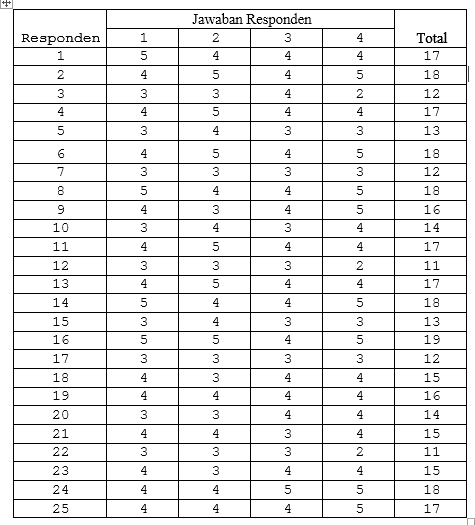 Jawaban Responden
Responden 1 2 3 4 Total
1 5 4 4 4 17
2 4 5 4 5 18
3 3 3 4 2 12
4 4 5 4 4 17
5 3 4 3 3 13
6 4 5 4 5 18
7 3 3 3 3 12
8 5 4 4 5 18
9 4 3 4 5 16
10 3 4 3 4 14
11 4 5 4 4 17
12 3 3 3 2 11
13 4 5 4 4 17
14 5 4 4 5 18
15 3 4 3 3 13
16 5 5 4 5 19
17 3 3 3 3 12
18 4 3 4 4 15
19 4 4 4 4 16
20 3 3 4 4 14
21 4 4 3 4 15
22 3 3 3 2 11
23 4 3 4 4 15
24 4 4 5 5 18
25 4 4 4 5 17